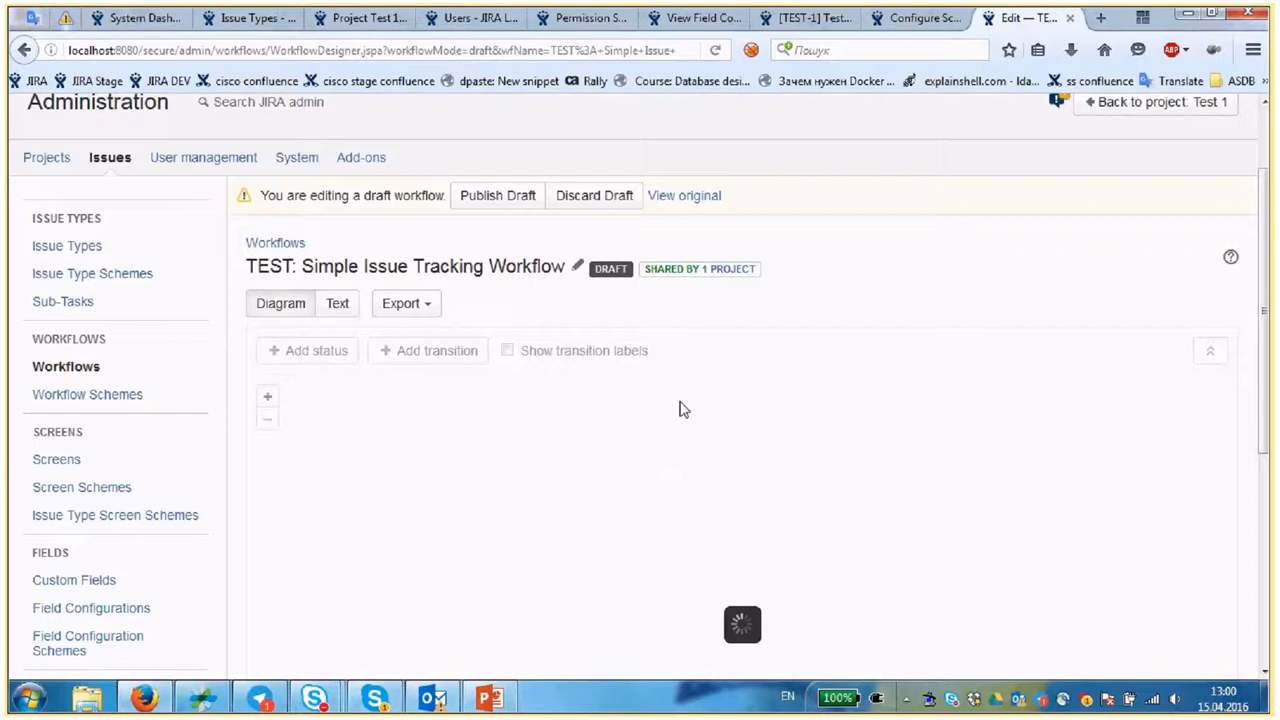 System Dash...
Issue Types - ...
Project Test 1...
Users - JIRA L...
Permission S...
View Field Co...
[TEST-1] Test...
Configure Sc...
Edit — TE...
localhost:8080/secure/admin/workflows/WorkflowDesigner.jspa?workflowMode=draft&wfName=TEST%3A+Simple+Issue+
Поиск
ABP
JIRA
JIRA Stage
JIRA DEV
cisco confluence
cisco stage confluence
dpaste: New snippet
Rally
Course: Database desi...
Зачем нужен Docker ...
explainshell.com - Ida...
ss confluence
Translate
ASDB
Administration
Search JIRA admin
Back to project: Test 1
Projects
Issues
User management
System
Add-ons
You are editing a draft workflow.
Publish Draft
Discard Draft
View original
ISSUE TYPES
Issue Types
Issue Type Schemes
Sub-Tasks
WORKFLOWS
Workflows
Workflow Schemes
SCREENS
Screens
Screen Schemes
Issue Type Screen Schemes
FIELDS
Custom Fields
Field Configurations
Field Configuration
Schemes
Workflows
TEST: Simple Issue Tracking Workflow
DRAFT
SHARED BY 1 PROJECT
Diagram
Text
Export
+ Add status
+ Add transition
Show transition labels
EN
100%
13:00
15.04.2016